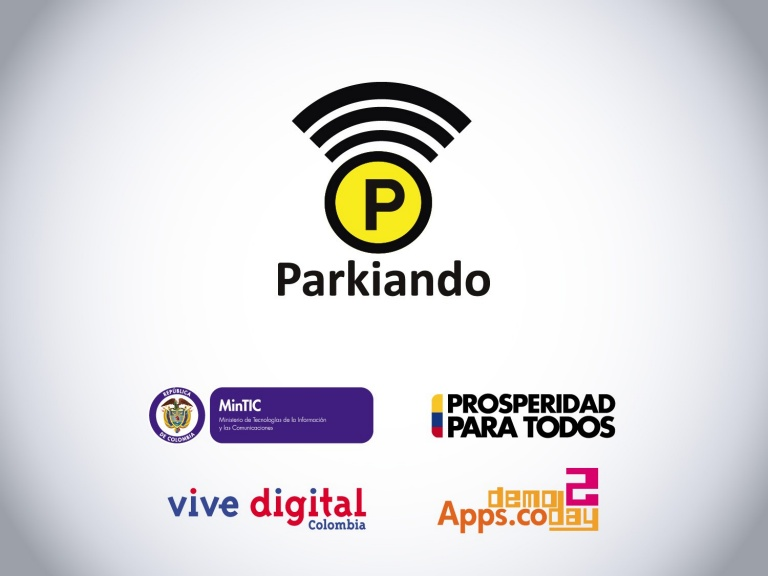 P
Parkiando
REPÚBLICA
DE COLOMBIA
MinTIC
Ministerio de Tecnologías de la Información
y las Comunicaciones
PROSPERIDAD
PARA TODOS
vive digital
Colombia
demo 2
Apps.co day